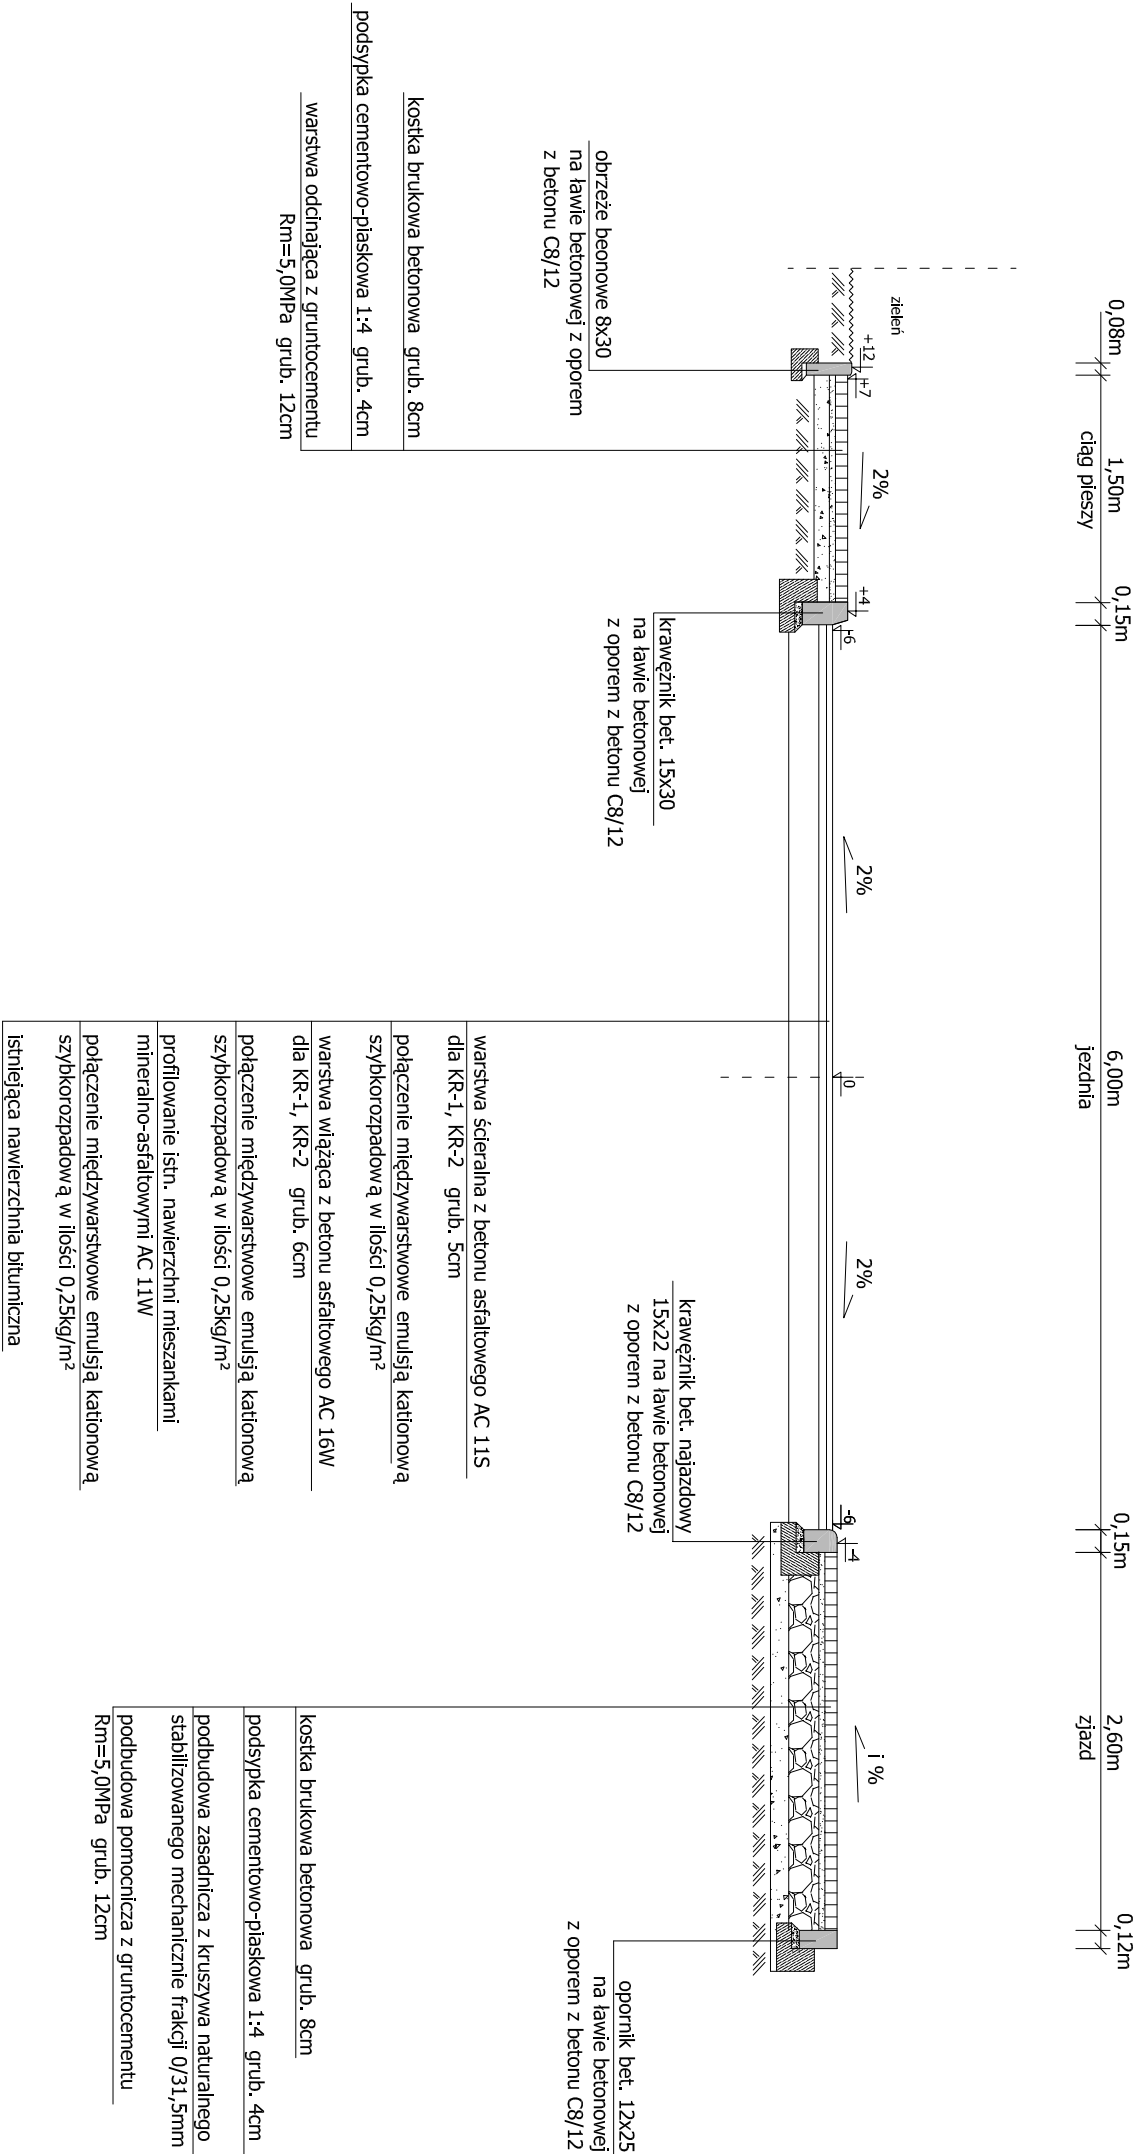 0,08m
1,50m
0,15m
6,00m
0,15m
2,60m
0,12m
ciąg pieszy
jezdnia
zjazd
zieleń
+12
+7
2%
+4
-6
2%
0
2%
-6
-4
i %
obrzeże beonowe 8x30
na ławie betonowej z oporem
z betonu C8/12
krawężnik bet. 15x30
na ławie betonowej
z oporem z betonu C8/12
krawężnik bet. najazdowy
15x22 na ławie betonowej
z oporem z betonu C8/12
opornik bet. 12x25
na ławie betonowej
z oporem z betonu C8/12
kostka brukowa betonowa grub. 8cm
podsypka cementowo-piaskowa 1:4 grub. 4cm
warstwa odcinająca z gruntocementu
Rm=5,0MPa grub. 12cm
warstwa ścieralna z betonu asfaltowego AC 11S
dla KR-1, KR-2 grub. 5cm
połączenie międzywarstwowe emulsją kationową
szybkorozpadową w ilości 0,25kg/m²
warstwa wiążąca z betonu asfaltowego AC 16W
dla KR-1, KR-2 grub. 6cm
połączenie międzywarstwowe emulsją kationową
szybkorozpadową w ilości 0,25kg/m²
profilowanie istn. nawierzchni mieszankami
mineralno-asfaltowymi AC 11W
połączenie międzywarstwowe emulsją kationową
szybkorozpadową w ilości 0,25kg/m²
istniejąca nawierzchnia bitumiczna
kostka brukowa betonowa grub. 8cm
podsypka cementowo-piaskowa 1:4 grub. 4cm
podbudowa zasadnicza z kruszywa naturalnego
stabilizowanego mechanicznie frakcji 0/31,5mm
podbudowa pomocnicza z gruntocementu
Rm=5,0MPa grub. 12cm